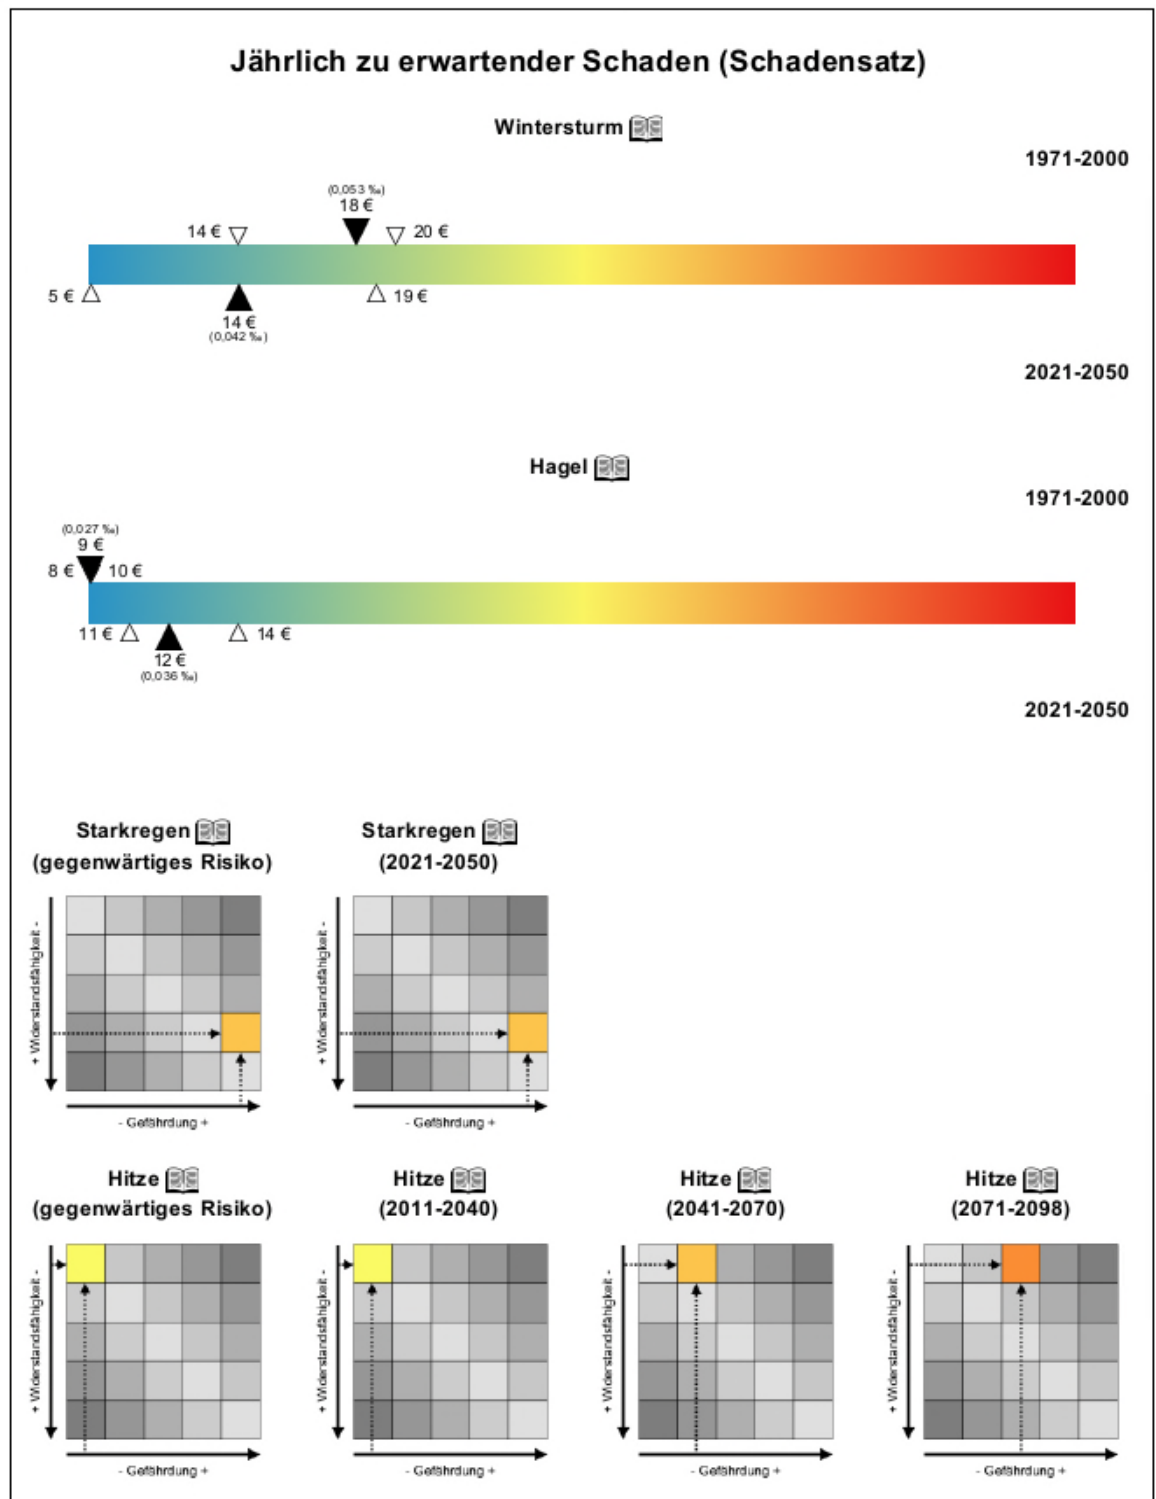 Jährlich zu erwartender Schaden (Schadensatz)
Wintersturm
1971-2000
(0,053 ‰)
18 €
14 €
20 €
5 €
19 €
14 €
(0,042 ‰)
2021-2050
Hagel
1971-2000
(0,027 ‰)
9 €
8 €
10 €
11 €
14 €
12 €
(0,036 ‰)
2021-2050
Starkregen
(gegenwärtiges Risiko)
+ Widerstandsfähigkeit -
- Gefährdung +
Starkregen
(2021-2050)
+ Widerstandsfähigkeit -
- Gefährdung +
Hitze
(gegenwärtiges Risiko)
+ Widerstandsfähigkeit -
- Gefährdung +
Hitze
(2011-2040)
+ Widerstandsfähigkeit -
- Gefährdung +
Hitze
(2041-2070)
+ Widerstandsfähigkeit -
- Gefährdung +
Hitze
(2071-2098)
+ Widerstandsfähigkeit -
- Gefährdung +